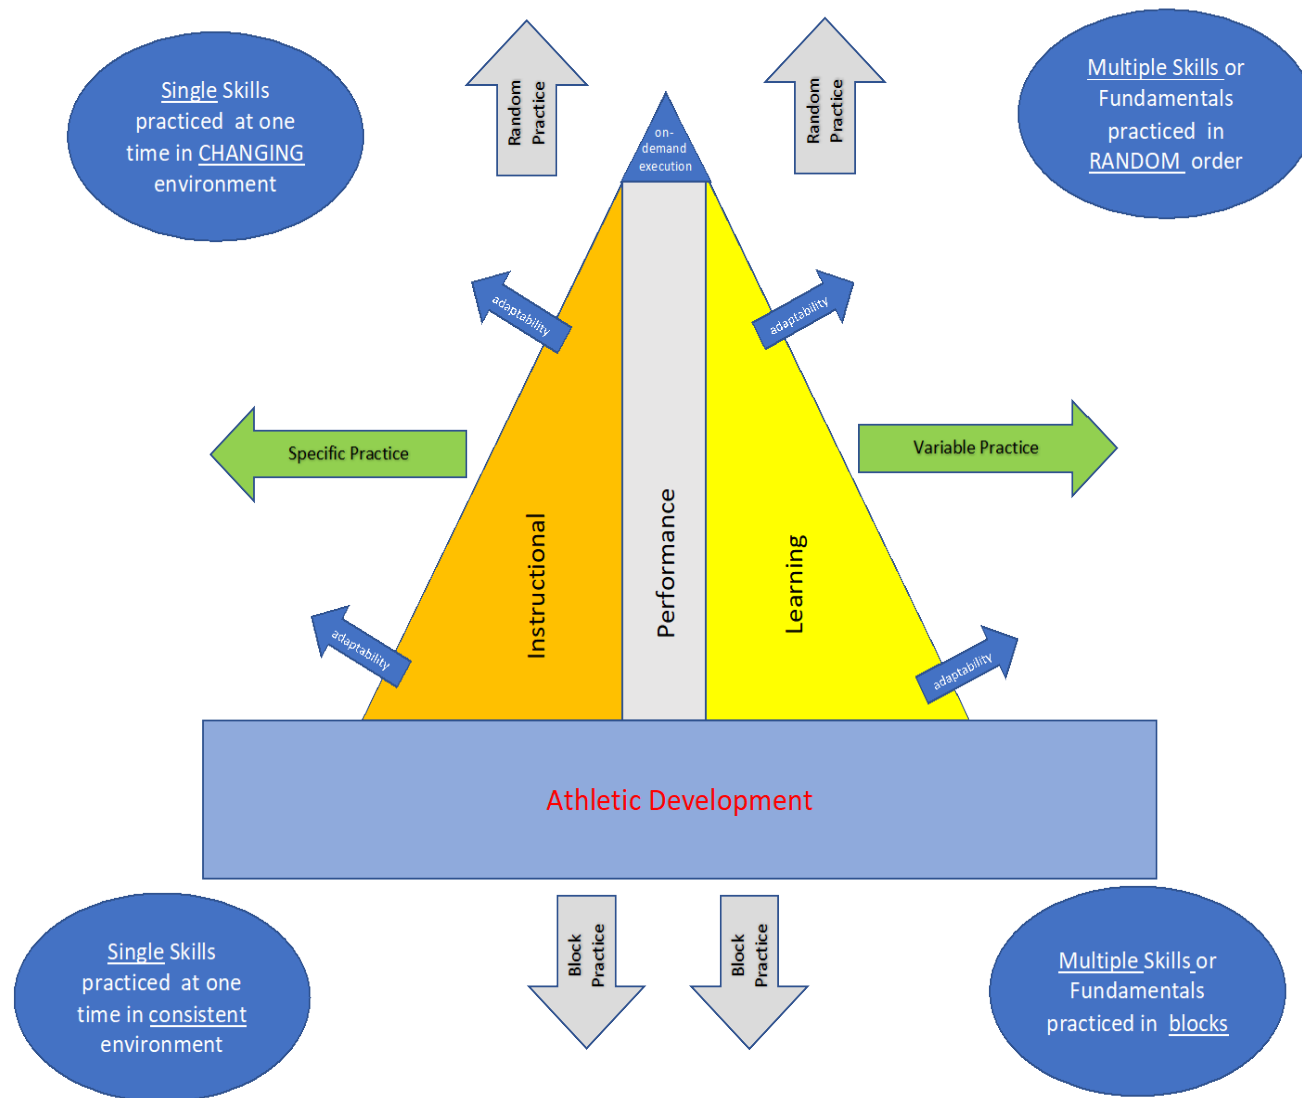 Single Skills
practiced at one
time in CHANGING
environment
Random
Practice
on-
demand
execution
Random
Practice
Multiple Skills or
Fundamentals
practiced in
RANDOM order
adaptability
adaptability
Specific Practice
Variable Practice
Instructional
Performance
Learning
adaptability
adaptability
Athletic Development
Single Skills
practiced at one
time in consistent
environment
Block
Practice
Block
Practice
Multiple Skills or
Fundamentals
practiced in blocks